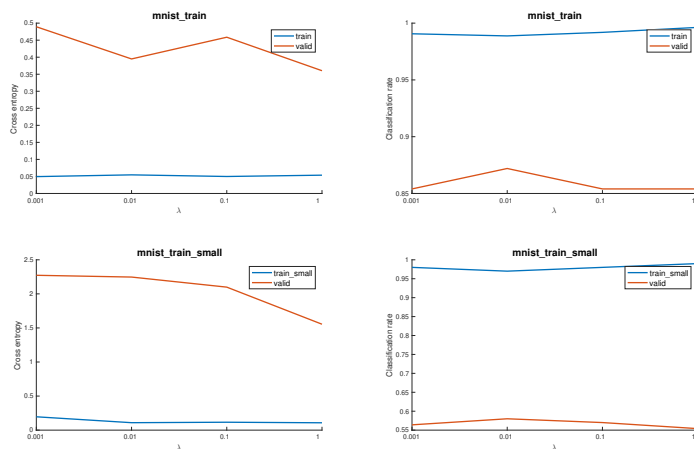 mnist_train
0.5
0.45
0.4
0.35
0.3
0.25
0.2
0.15
0.1
0.05
0
Cross entropy
train
valid
0.001
0.01
0.1
1
λ
mnist_train
1
0.95
0.9
0.85
Classification rate
train
valid
0.001
0.01
0.1
1
λ
mnist_train_small
2.5
2
1.5
1
0.5
0
Cross entropy
train_small
valid
0.001
0.01
0.1
1
λ
mnist_train_small
1
0.95
0.9
0.85
0.8
0.75
0.7
0.65
0.6
0.55
Classification rate
train_small
valid
0.001
0.01
0.1
1
λ